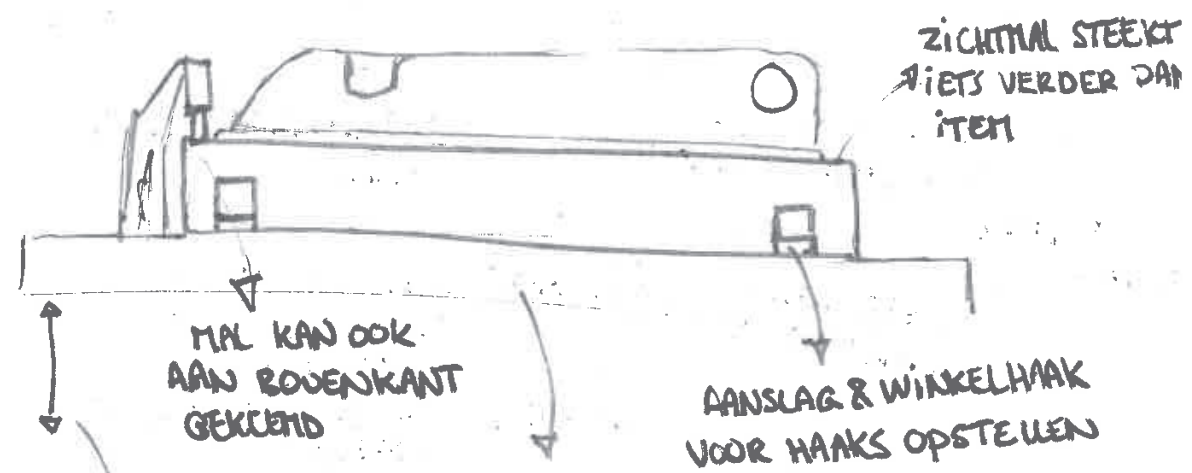 ZICHTMAL STEEKT
IETS VERDER DAN
ITEM
MAL KAN OOK
AAN BOVENKANT
GEKLEMD
AANSLAG & WINKELHAAK
VOOR HAAKS OPSTELLEN